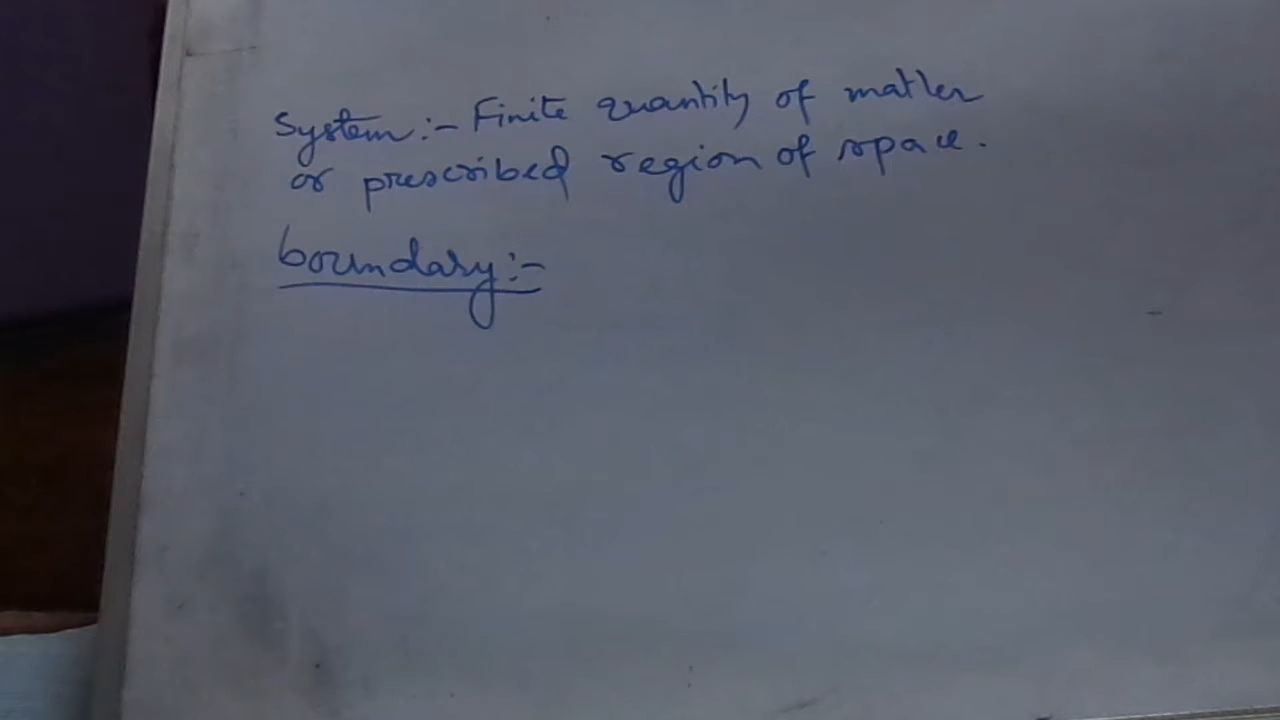 System:- Finite quantity of matter
or prescribed region of space.
boundary:-